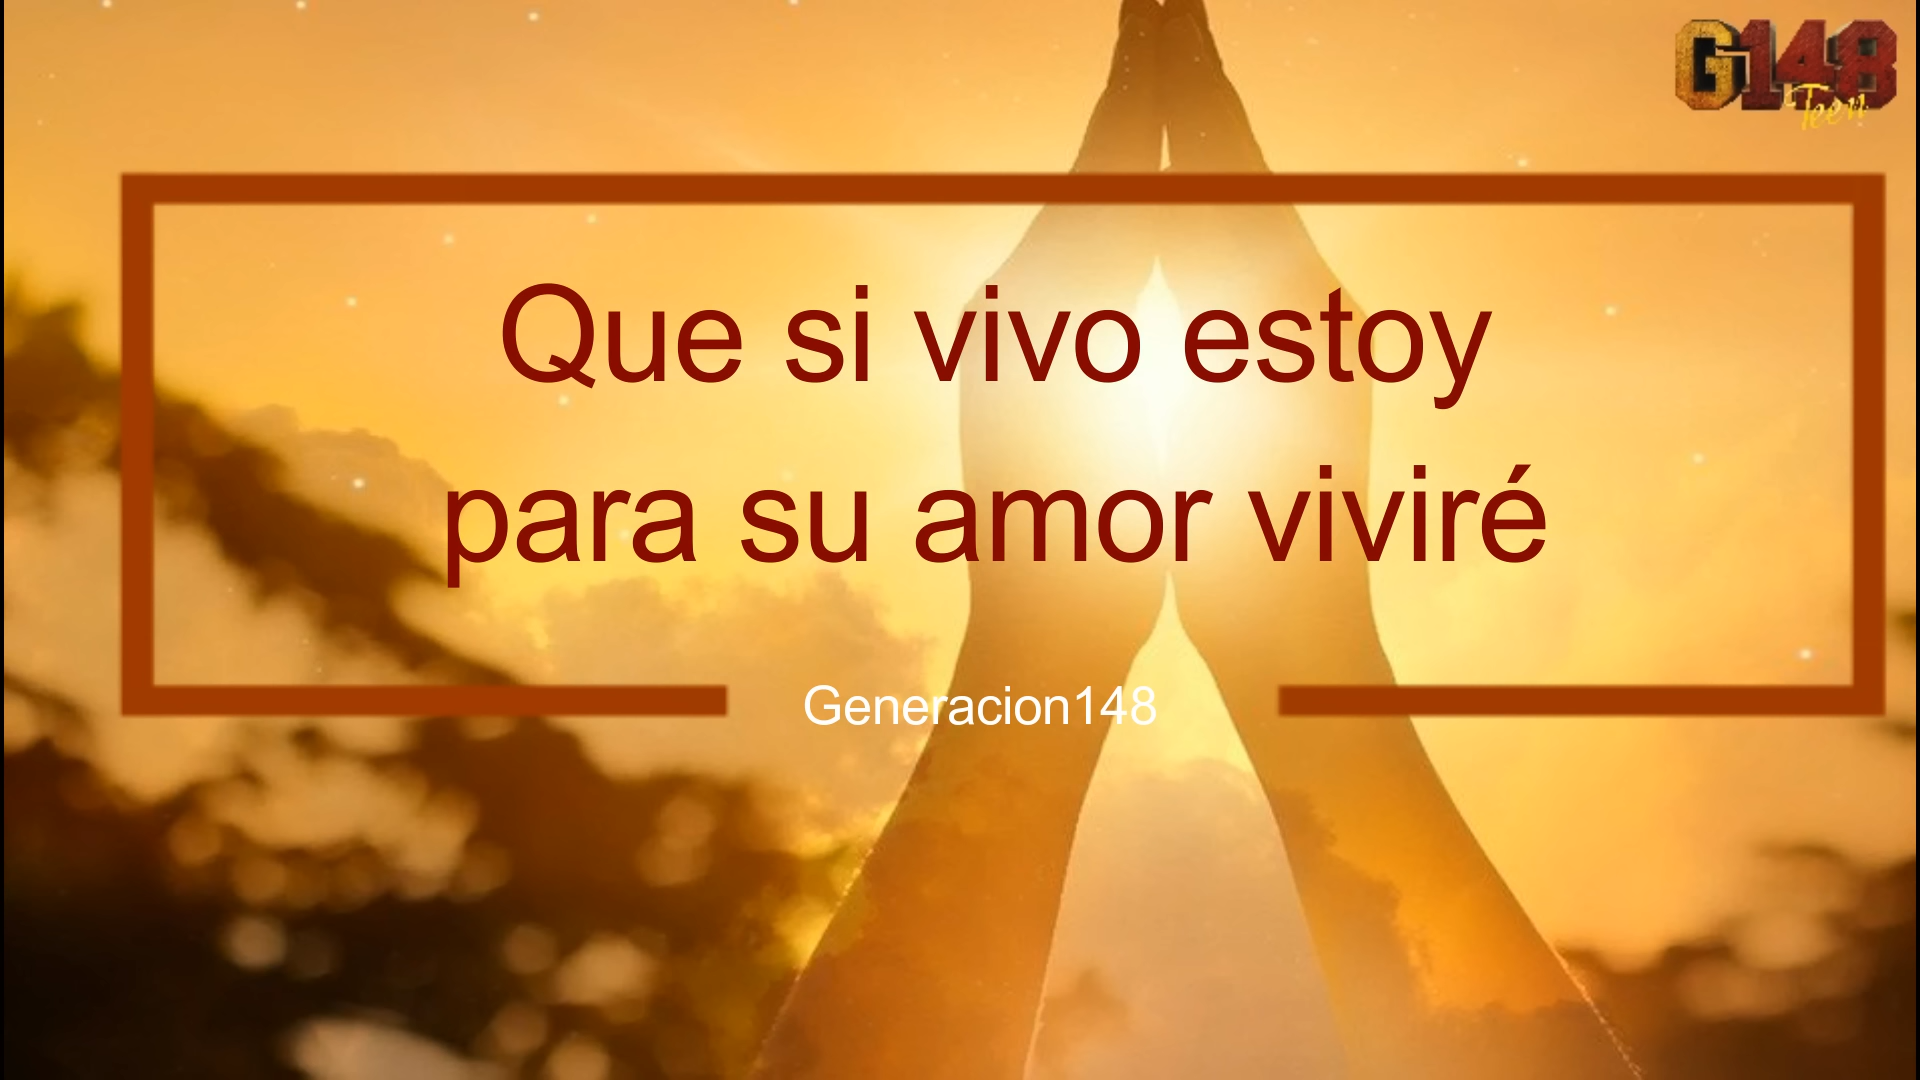 G148
Teen
Que si vivo estoy
para su amor viviré
Generacion148